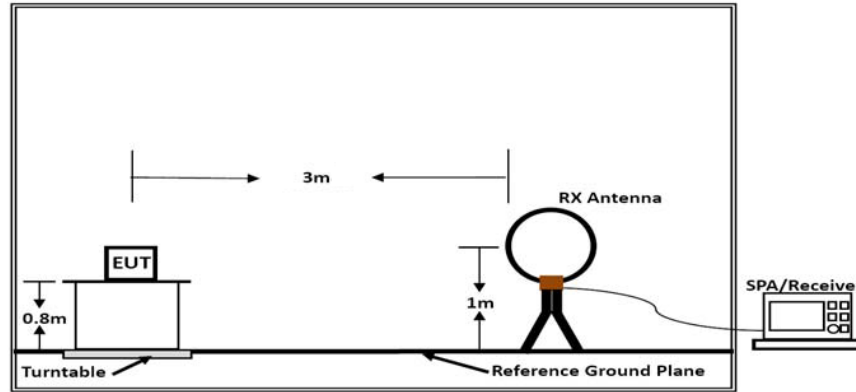 3m
RX Antenna
EUT
SPA/Receive
0.8m
1m
Turntable
Reference Ground Plane